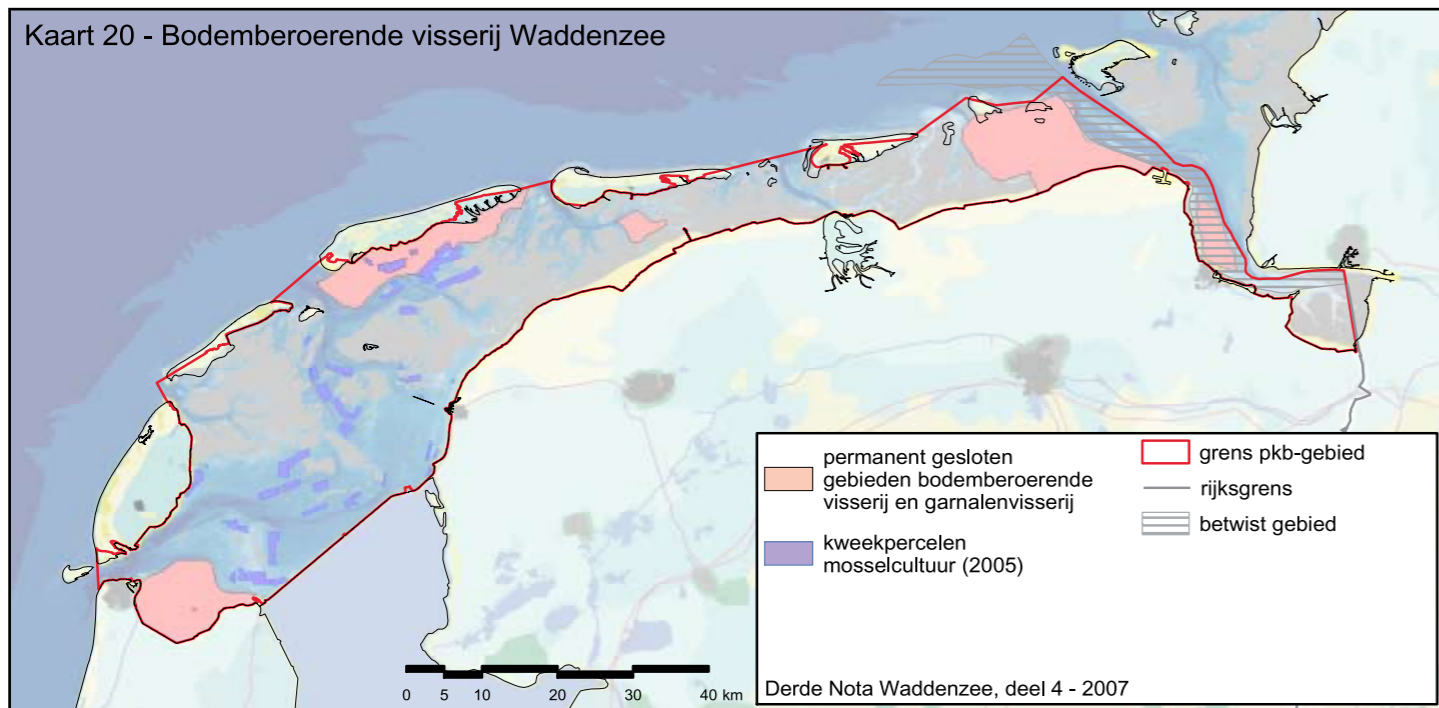 Kaart 20 - Bodemberoerende visserij Waddenzee
permanent gesloten
gebieden bodemberoerende
visserij en garnalenvisserij
kweekpercelen
mosselcultuur (2005)
grens pkb-gebied
rijksgrens
betwist gebied
0 5 10 20 30 40 km
Derde Nota Waddenzee, deel 4 - 2007